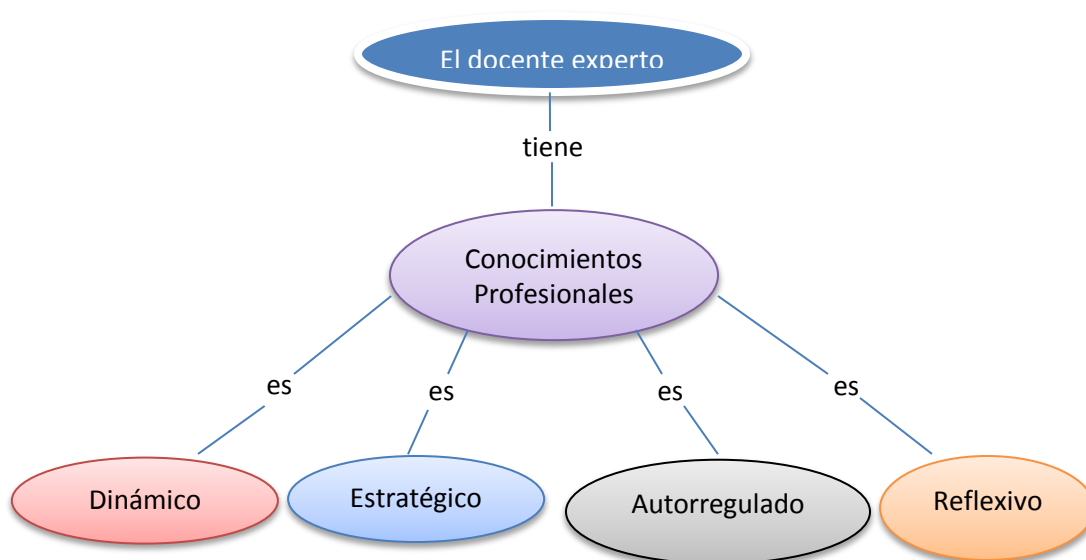 El docente experto
tiene
Conocimientos
Profesionales
es
es
es
es
Dinámico
Estratégico
Autorregulado
Reflexivo